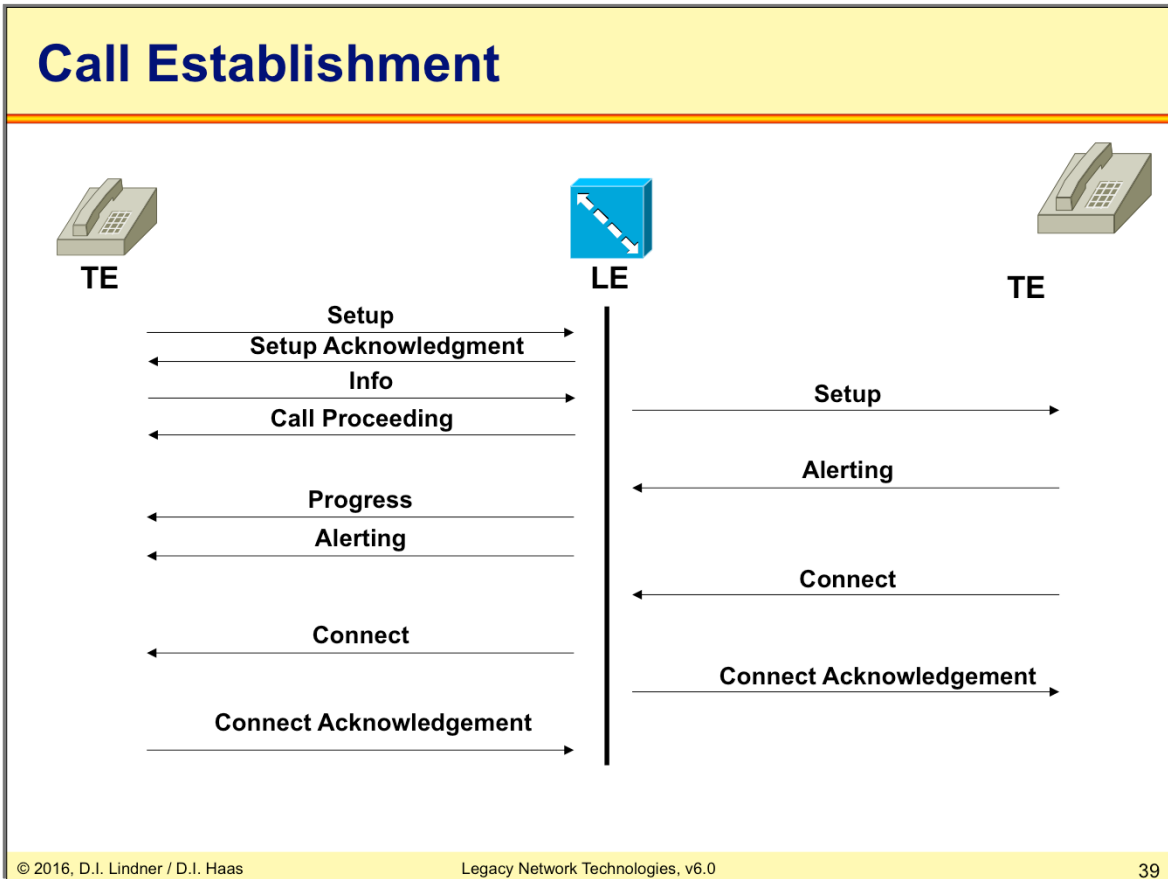 Call Establishment
TE
LE
TE
Setup
Setup Acknowledgment
Info
Setup
Call Proceeding
Alerting
Progress
Alerting
Connect
Connect
Connect Acknowledgement
Connect Acknowledgement
© 2016, D.I. Lindner / D.I. Haas
Legacy Network Technologies, v6.0
39